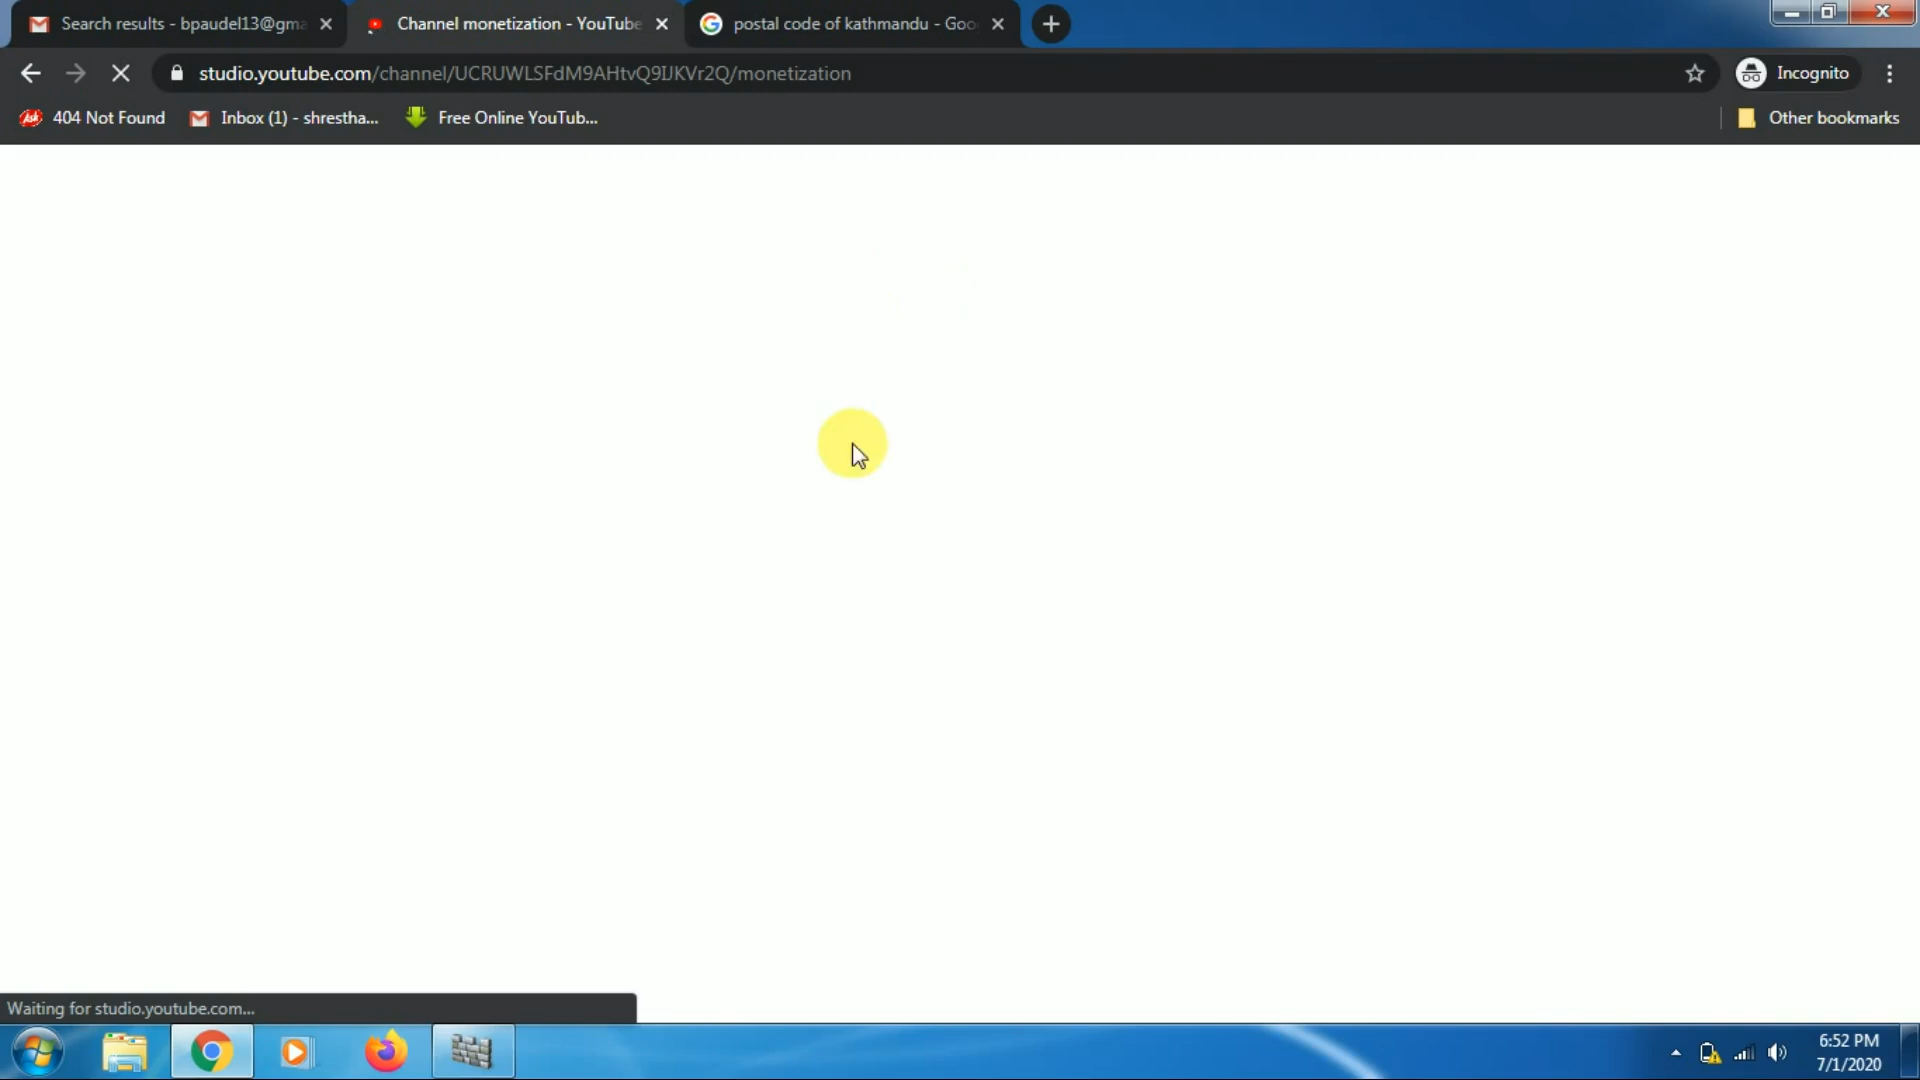 Search results - bpaudel13@gma
Channel monetization - YouTube
postal code of kathmandu - Goo
studio.youtube.com/channel/UCRUWLSFdM9AHtvQ9IJKVr2Q/monetization
Incognito
404 Not Found
Inbox (1) - shrestha...
Free Online YouTub...
Other bookmarks
Waiting for studio.youtube.com...
6:52 PM
7/1/2020